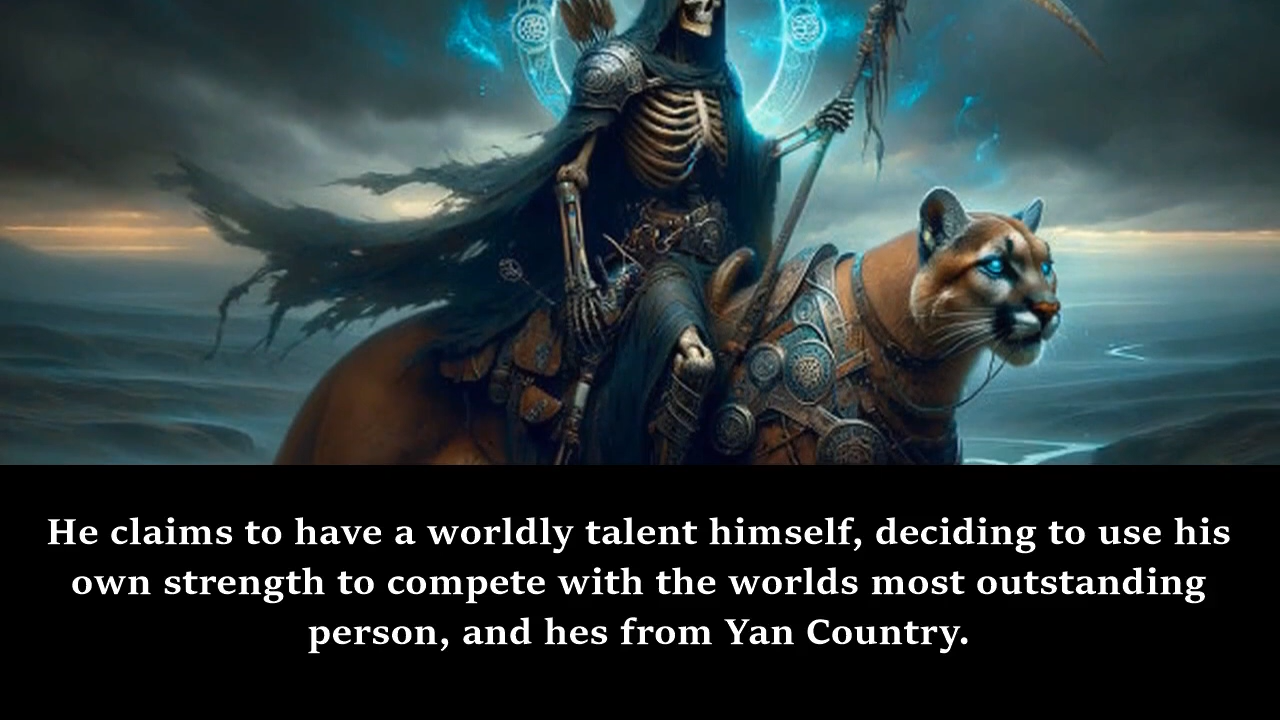 He claims to have a worldly talent himself, deciding to use his
own strength to compete with the worlds most outstanding
person, and hes from Yan Country.